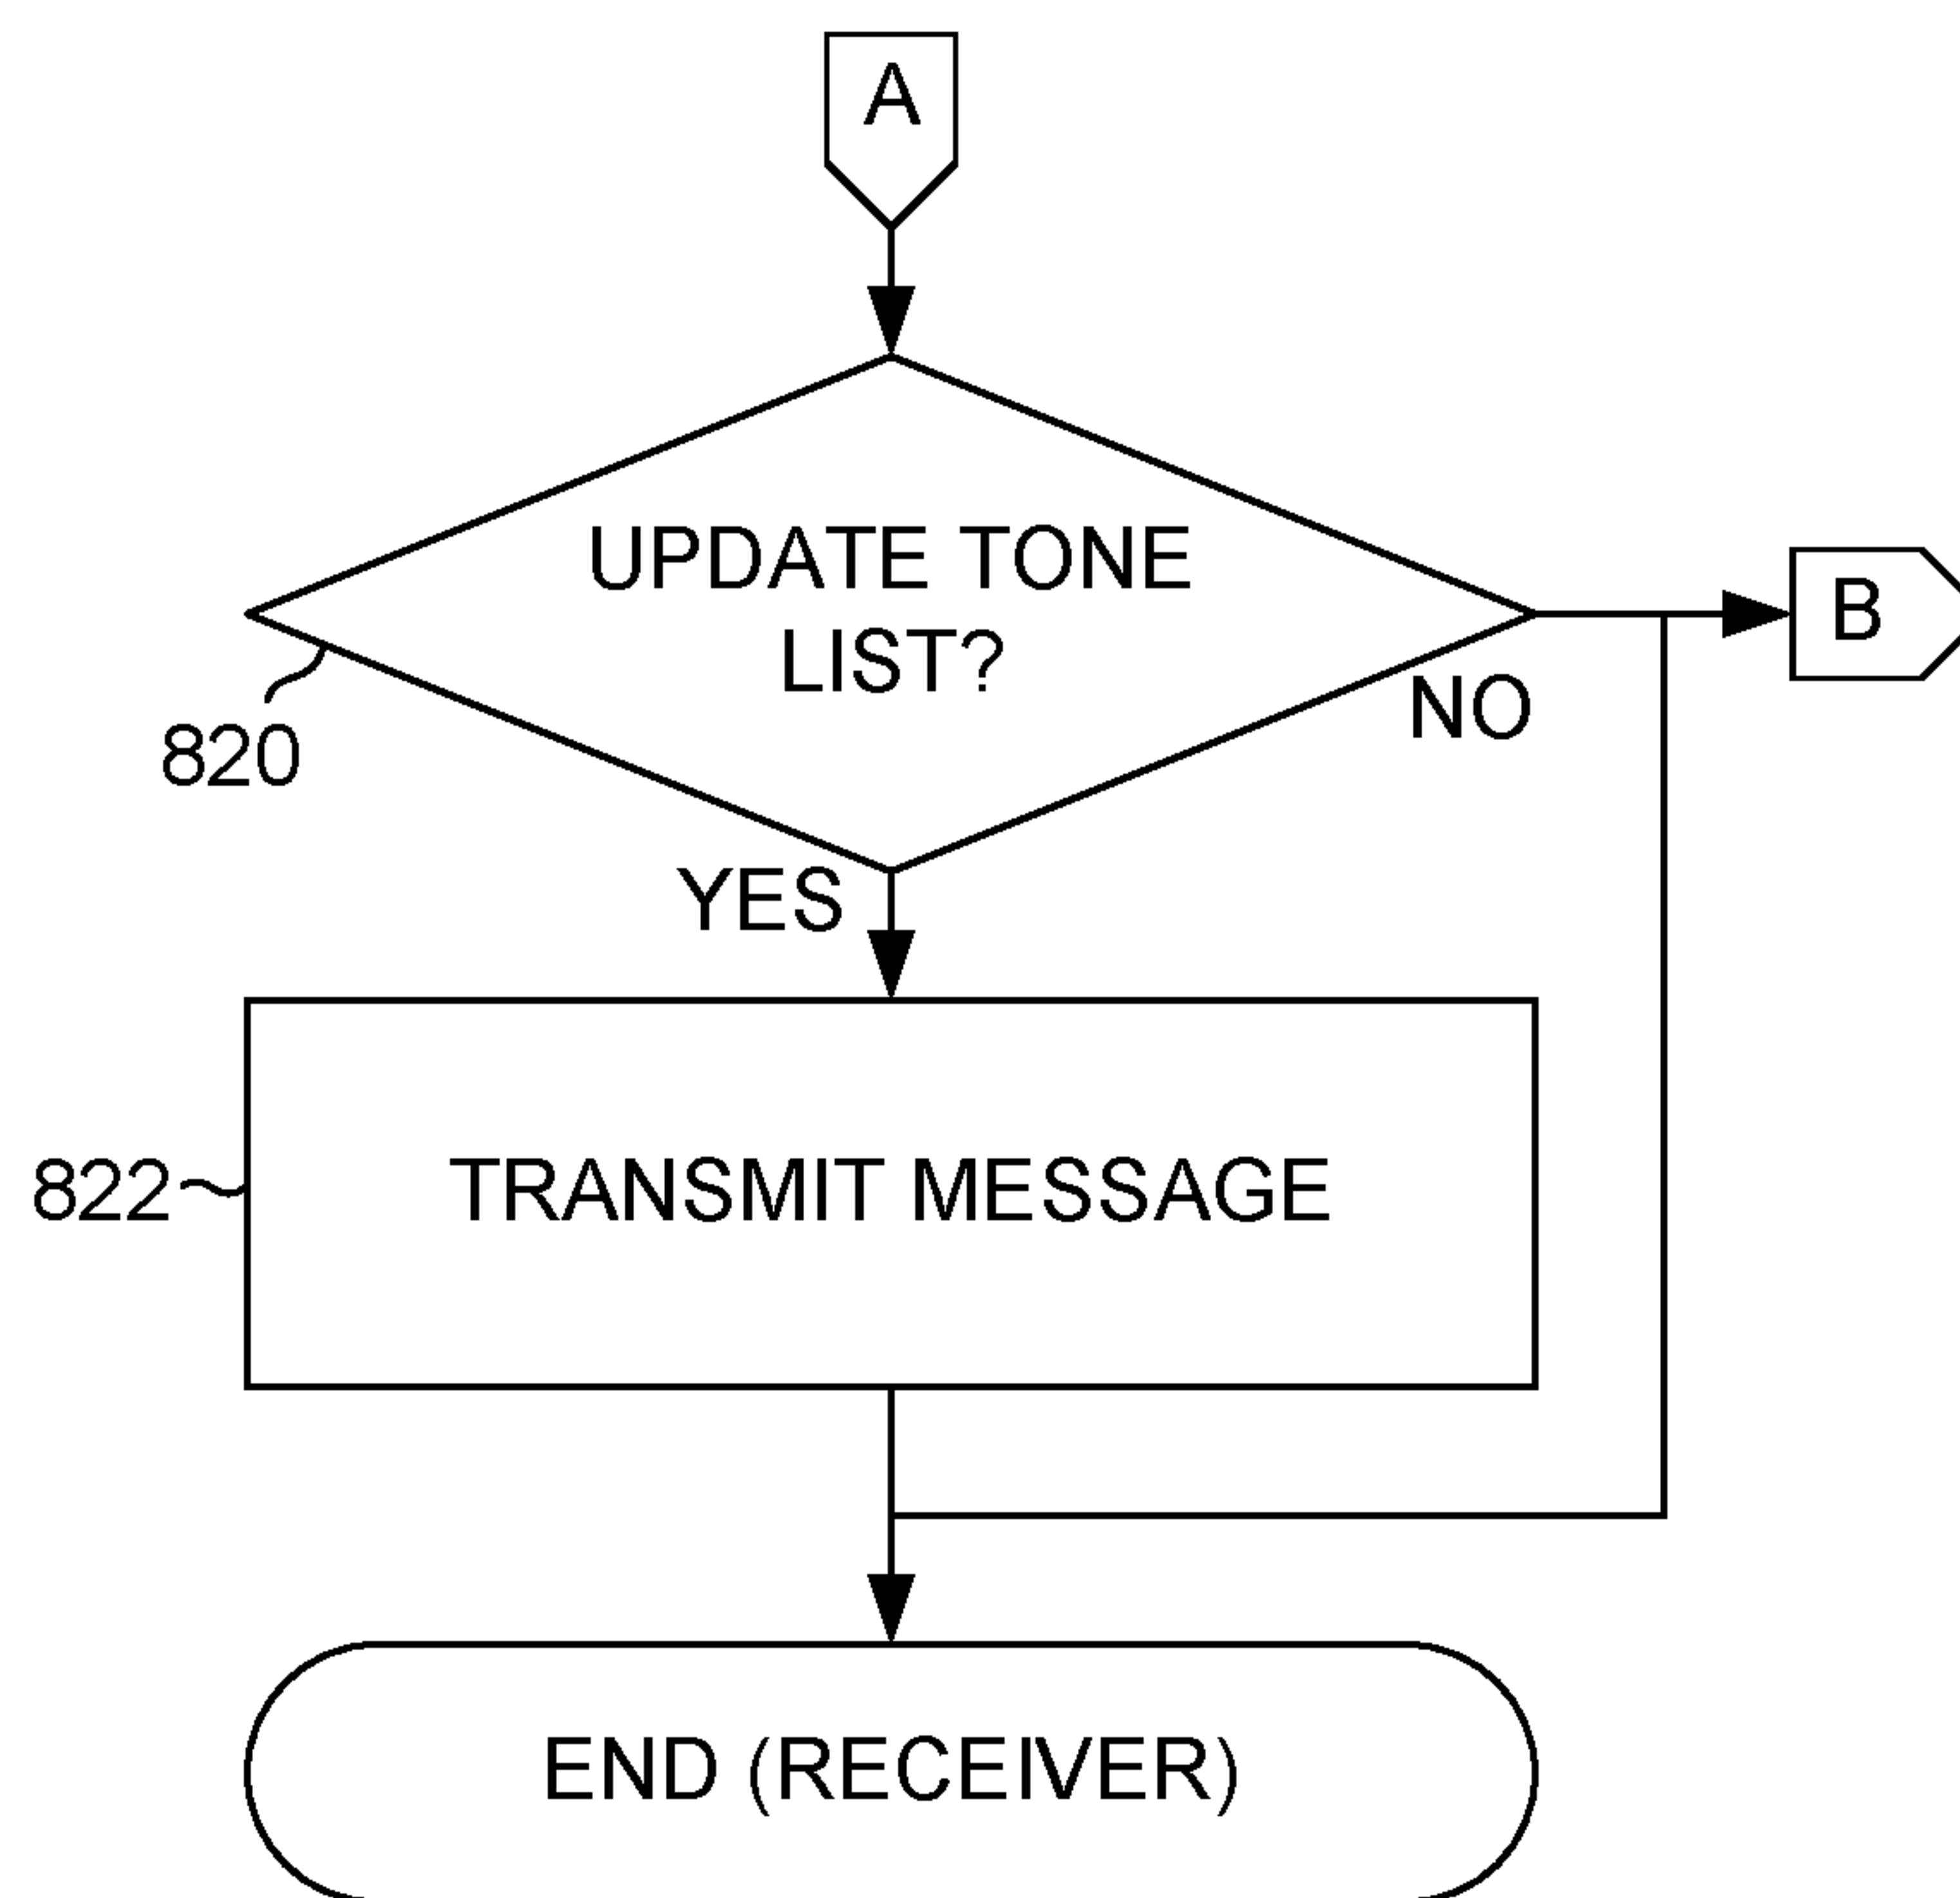 A
UPDATE TONE
LIST?
B
NO
820
YES
822
TRANSMIT MESSAGE
END (RECEIVER)